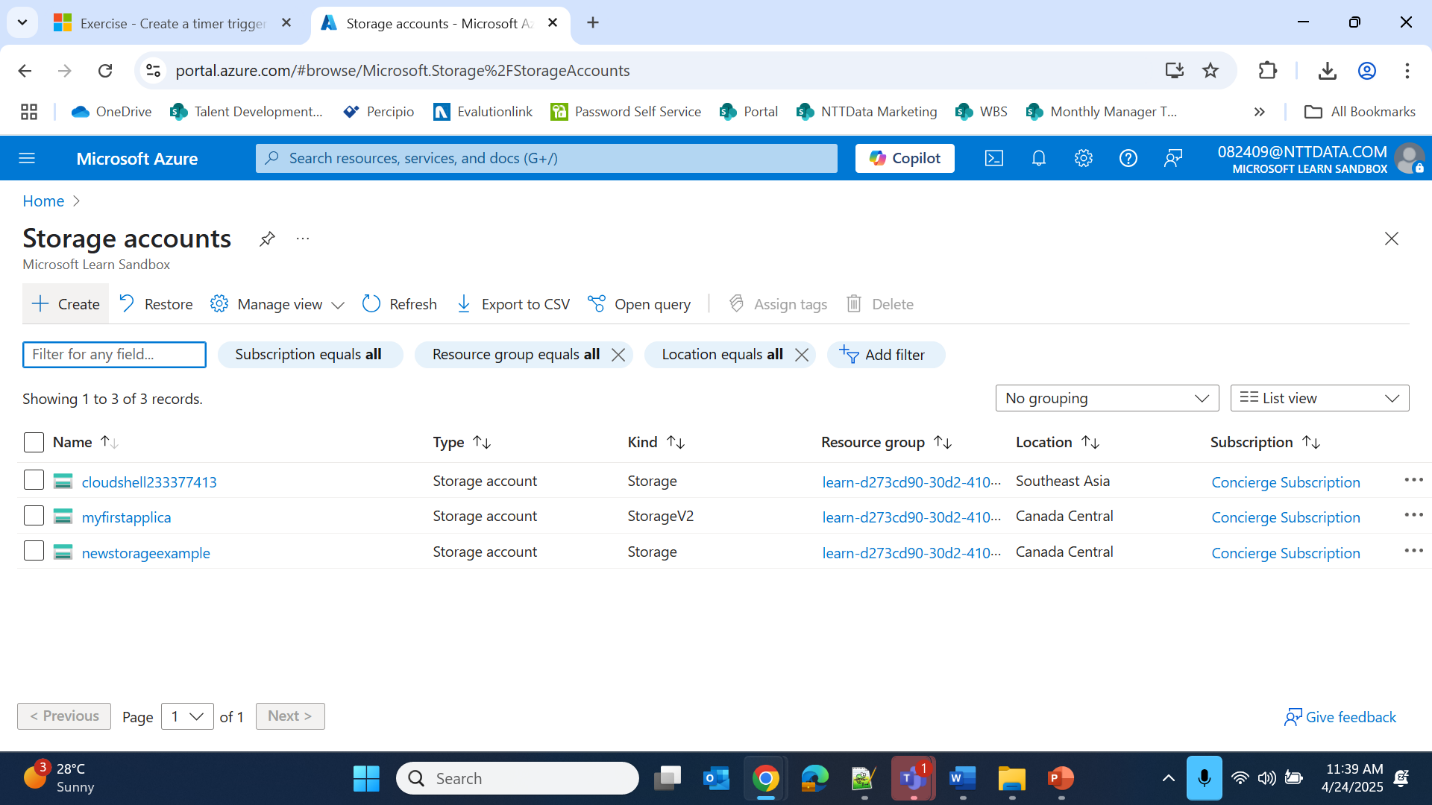 Exercise - Create a timer trigger
Storage accounts - Microsoft Az
portal.azure.com/#browse/Microsoft.Storage%2FStorageAccounts
OneDrive Talent Development... Percipio Evalutionlink Password Self Service Portal NTTData Marketing WBS Monthly Manager T... » All Bookmarks
Microsoft Azure
Search resources, services, and docs (G+/)
Copilot
082409@NTTDATA.COM
MICROSOFT LEARN SANDBOX
Home >
Storage accounts ...
Microsoft Learn Sandbox
+ Create Restore Manage view Refresh Export to CSV Open query Assign tags Delete
Filter for any field... Subscription equals all Resource group equals all Location equals all Add filter
Showing 1 to 3 of 3 records. No grouping List view
Name Type Kind Resource group Location Subscription
cloudshell233377413 Storage account Storage learn-d273cd90-30d2-410... Southeast Asia Concierge Subscription ...
myfirstapplica Storage account StorageV2 learn-d273cd90-30d2-410... Canada Central Concierge Subscription ...
newstorageexample Storage account Storage learn-d273cd90-30d2-410... Canada Central Concierge Subscription ...
< Previous Page 1 of 1 Next > Give feedback
3 28°C
Sunny
Search
1
11:39 AM
4/24/2025